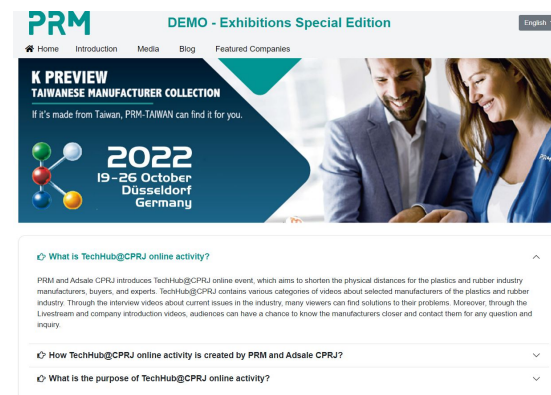 PRM
DEMO - Exhibitions Special Edition
English
Home Introduction Media Blog Featured Companies
K PREVIEW
TAIWANESE MANUFACTURER COLLECTION
If it's made from Taiwan, PRM-TAIWAN can find it for you.
2022
19-26 October
Düsseldorf
Germany
What is TechHub@CPRJ online activity?
PRM and Adsale CPRJ introduces TechHub@CPRJ online event, which aims to shorten the physical distances for the plastics and rubber industry
manufacturers, buyers, and experts. TechHub@CPRJ contains various categories of videos about selected manufacturers of the plastics and rubber
industry. Through the interview videos about current issues in the industry, many viewers can find solutions to their problems. Moreover, through the
Livestream and company introduction videos, audiences can have a chance to know the manufacturers closer and contact them for any question and
inquiry.
How TechHub@CPRJ online activity is created by PRM and Adsale CPRJ?
What is the purpose of TechHub@CPRJ online activity?